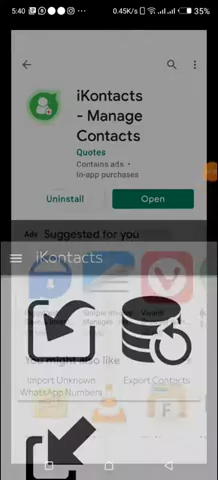 5:40
0.45K/s
35%
iKontacts
- Manage
Contacts
Quotes
Contains ads •
In-app purchases
Uninstall
Open
Ads
Suggested for you
iKontacts
You might also like
Import Unknown
WhatsApp Numbers
Export Contacts